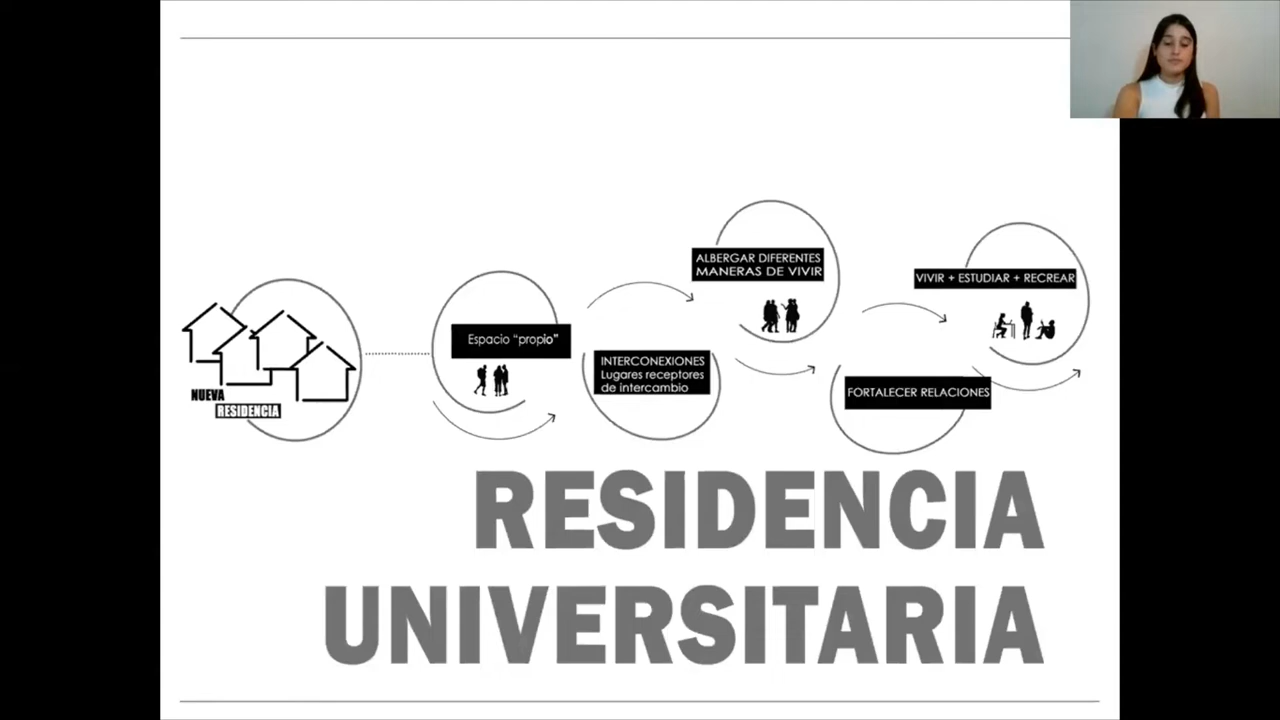 NUEVA
RESIDENCIA
Espacio "propio"
INTERCONEXIONES
Lugares receptores
de intercambio
ALBERGAR DIFERENTES
MANERAS DE VIVIR
FORTALECER RELACIONES
VIVIR + ESTUDIAR + RECREAR
RESIDENCIA
UNIVERSITARIA